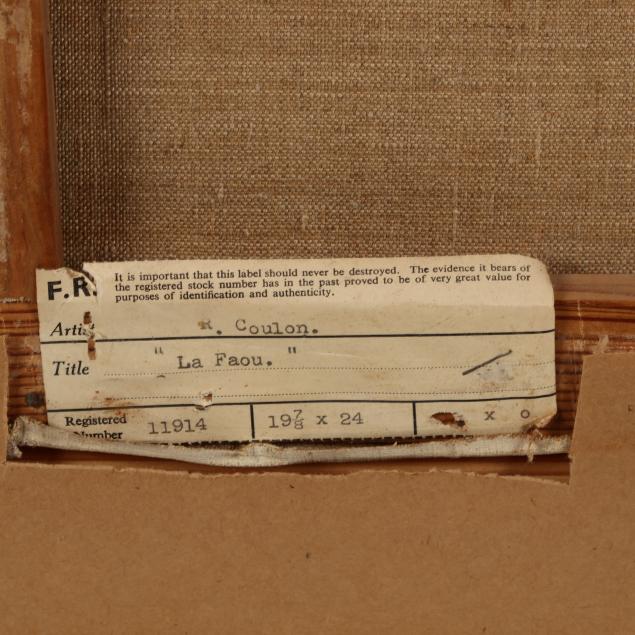 F.R.
It is important that this label should never be destroyed. The evidence it bears of
the registered stock number has in the past proved to be of very great value for
purposes of identification and authenticity.
Artist R. Coulon.
Title " La Faou. "
Registered
Number 11914 19⅞ x 24 x o